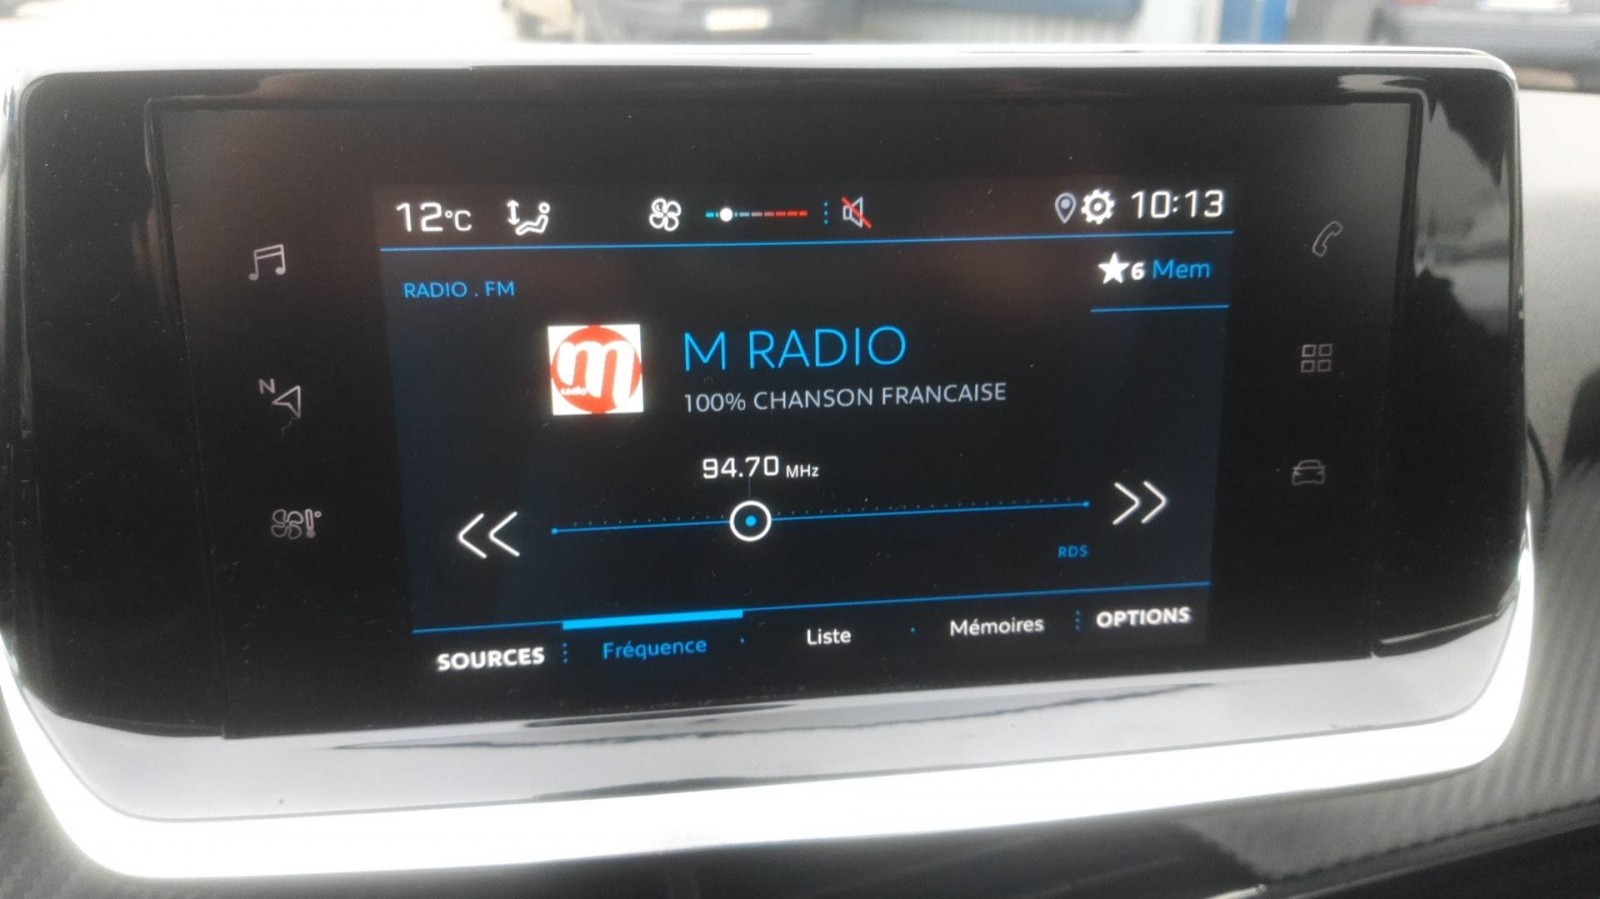 12°C
10:13
6 Mem
RADIO . FM
m
radio
M RADIO
100% CHANSON FRANCAISE
94.70 MHz
RDS
SOURCES
Fréquence
Liste
Mémoires
OPTIONS
N